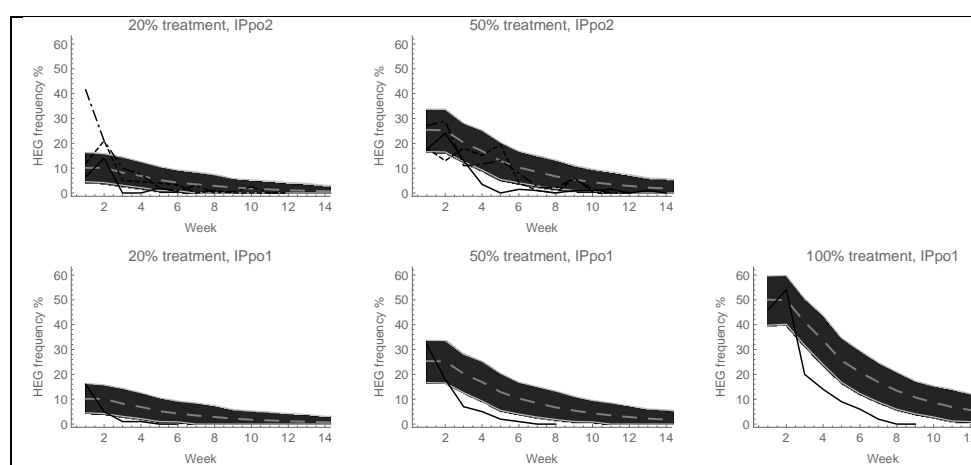 20% treatment, IPpo2
50% treatment, IPpo2
60
50
40
30
20
10
0
HEG frequency %
2 4 6 8 10 12 14
Week
60
50
40
30
20
10
0
HEG frequency %
2 4 6 8 10 12 14
Week
20% treatment, IPpo1
50% treatment, IPpo1
100% treatment, IPpo1
60
50
40
30
20
10
0
HEG frequency %
2 4 6 8 10 12 14
Week
60
50
40
30
20
10
0
HEG frequency %
2 4 6 8 10 12 14
Week
60
50
40
30
20
10
0
HEG frequency %
2 4 6 8 10 12
Week